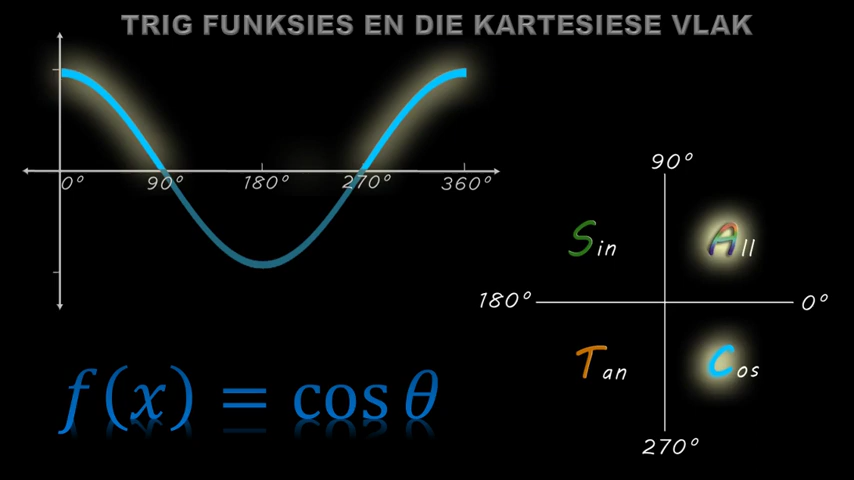 TRIG FUNKSIES EN DIE KARTESIESE VLAK
0° 90° 180° 270° 360°
90°
Sin All
180° 0°
Tan Cos
270°
f(x) = cos θ